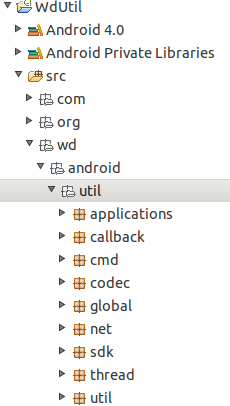 WdUtil
Android 4.0
Android Private Libraries
src
com
org
wd
android
util
applications
callback
cmd
codec
global
net
sdk
thread
util